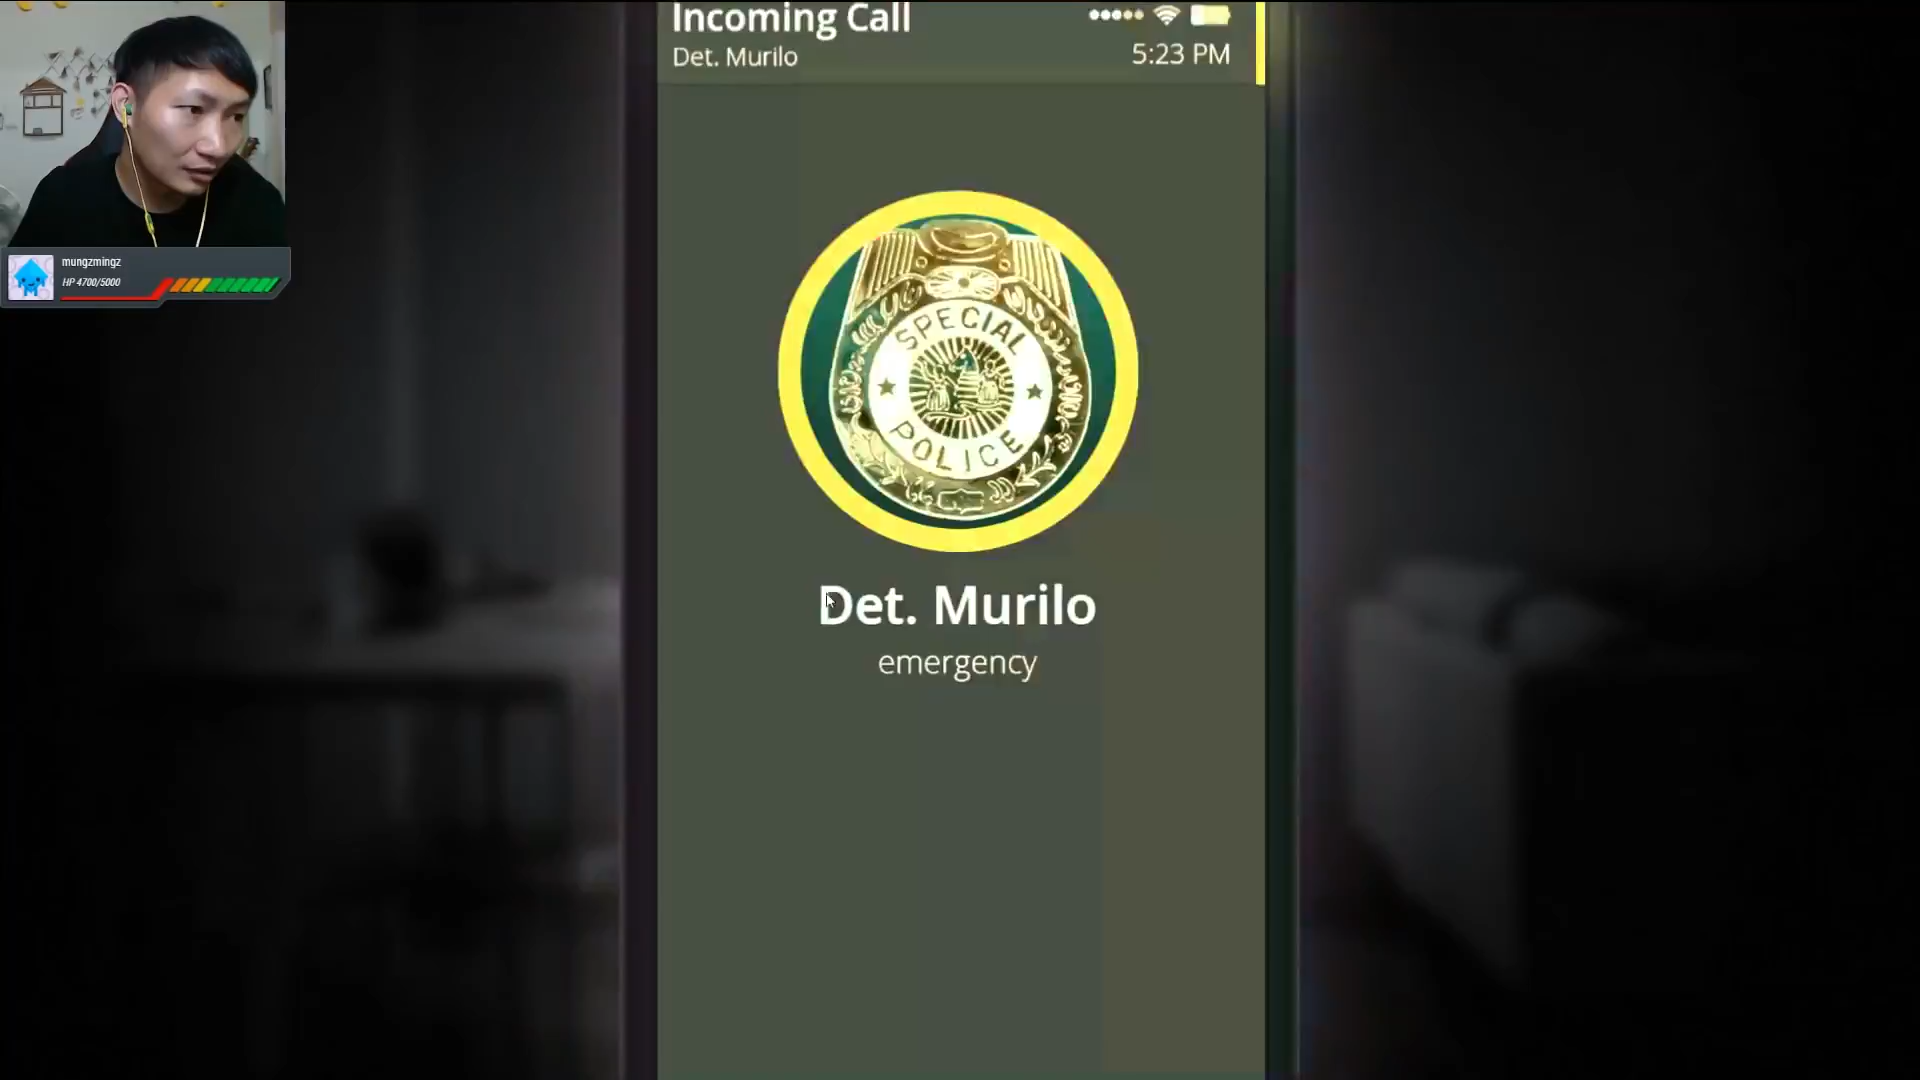 Incoming Call
Det. Murilo
5:23 PM
mungzmingz
HP 4700/5000
SPECIAL
POLICE
Det. Murilo
emergency